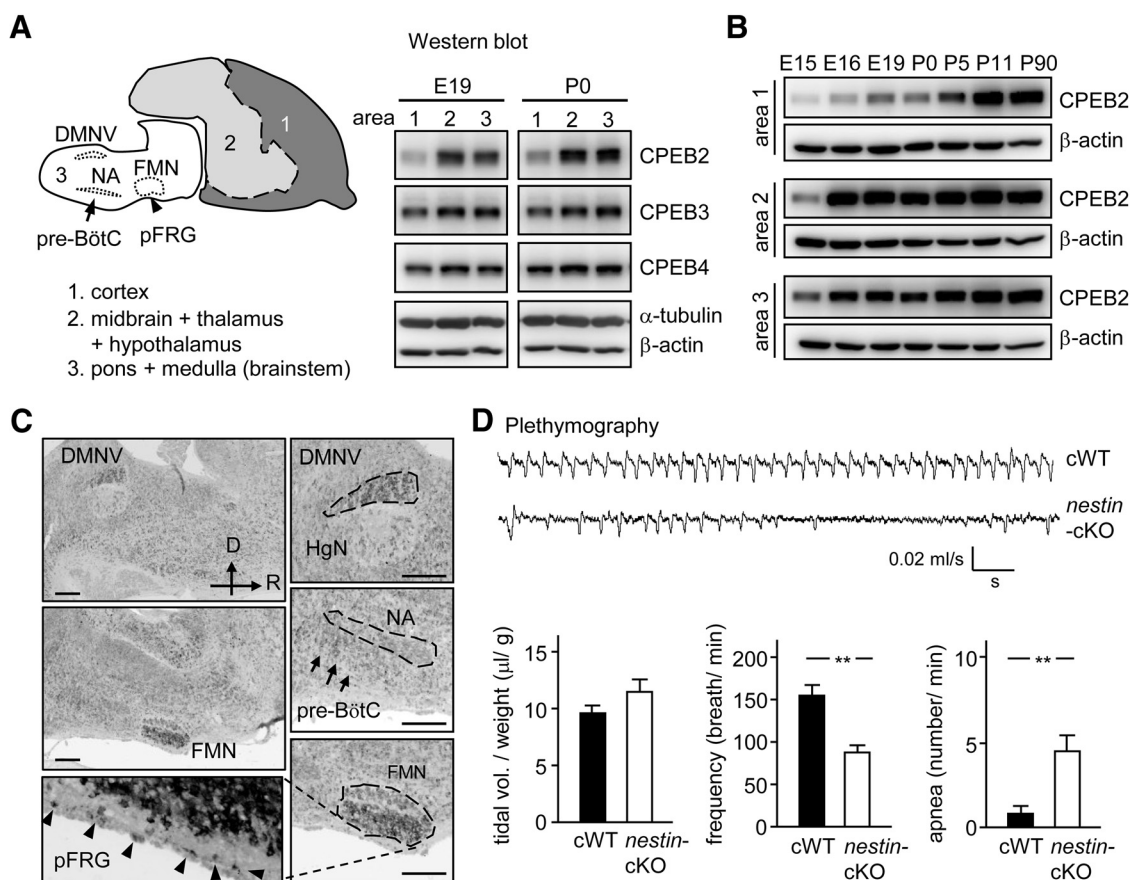 A
Western blot
E19 P0
area 1 2 3 1 2 3
CPEB2
CPEB3
CPEB4
α-tubulin
β-actin
DMNV
3 NA FMN
2
1
pre-BötC pFRG
1. cortex
2. midbrain + thalamus
+ hypothalamus
3. pons + medulla (brainstem)
B
E15 E16 E19 P0 P5 P11 P90
area 1
CPEB2
β-actin
area 2
CPEB2
β-actin
area 3
CPEB2
β-actin
C
DMNV
D
R
FMN
pFRG
DMNV
HgN
NA
pre-BötC
FMN
D Plethymography
cWT
nestin
-cKO
0.02 ml/s
s
tidal vol. / weight (μl/ g)
15
10
5
0
cWT nestin-
cKO
frequency (breath/ min)
200
150
100
50
0
**
cWT nestin-
cKO
apnea (number/ min)
10
5
0
**
cWT nestin-
cKO